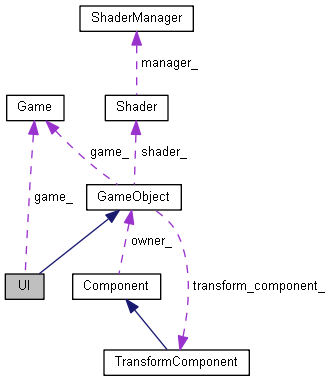 ShaderManager
manager_
Game
Shader
game_
shader_
game_
GameObject
owner_
UI
Component
transform_component_
TransformComponent